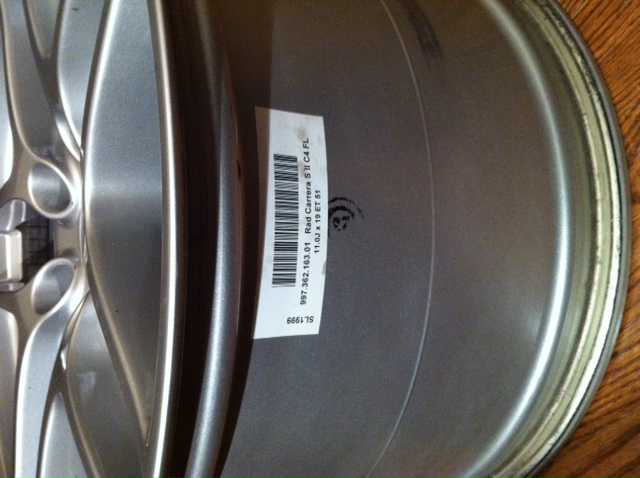 997.362.163.01 Rad Carrera S II C4 FL
11.0J x 19 ET 51
SL1999